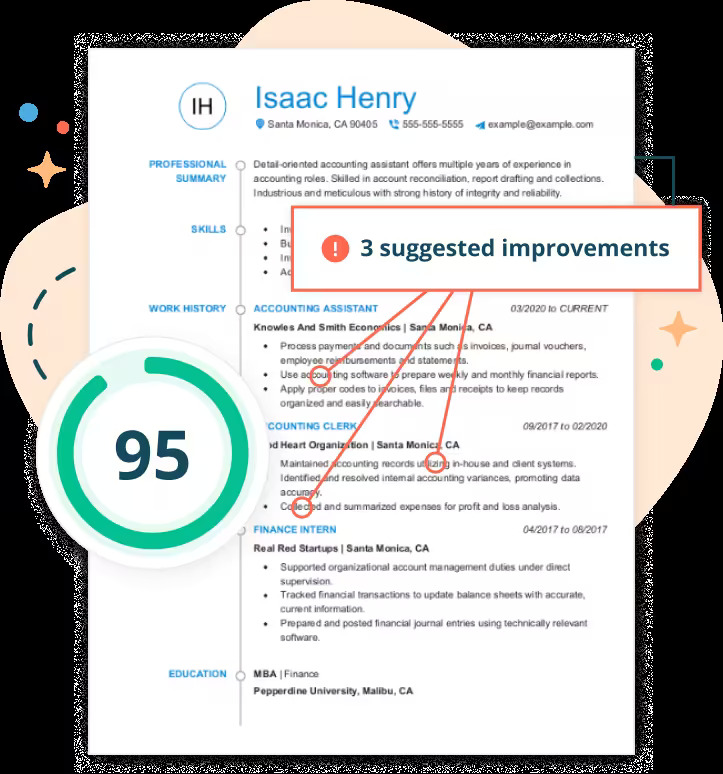 IH
Isaac Henry
Santa Monica, CA 90405 555-555-5555 example@example.com
PROFESSIONAL
SUMMARY
Detail-oriented accounting assistant offers multiple years of experience in
accounting roles. Skilled in account reconciliation, report drafting and collections.
Industrious and meticulous with strong history of integrity and reliability.
SKILLS
In
Bu
In
Ac
3 suggested improvements
WORK HISTORY
ACCOUNTING ASSISTANT 03/2020 to CURRENT
Knowles And Smith Economics | Santa Monica, CA
Process payments and documents such as invoices, journal vouchers,
employee reimbursements and statements.
Use accounting software to prepare weekly and monthly financial reports.
Apply proper codes to invoices, files and receipts to keep records
organized and easily searchable.
95
COUNTING CLERK 09/2017 to 02/2020
od Heart Organization | Santa Monica, CA
Maintained accounting records utilizing in-house and client systems.
Identified and resolved internal accounting variances, promoting data
accuracy.
Collected and summarized expenses for profit and loss analysis.
FINANCE INTERN 04/2017 to 08/2017
Real Red Startups | Santa Monica, CA
Supported organizational account management duties under direct
supervision.
Tracked financial transactions to update balance sheets with accurate,
current information.
Prepared and posted financial journal entries using technically relevant
software.
EDUCATION
MBA | Finance
Pepperdine University, Malibu, CA